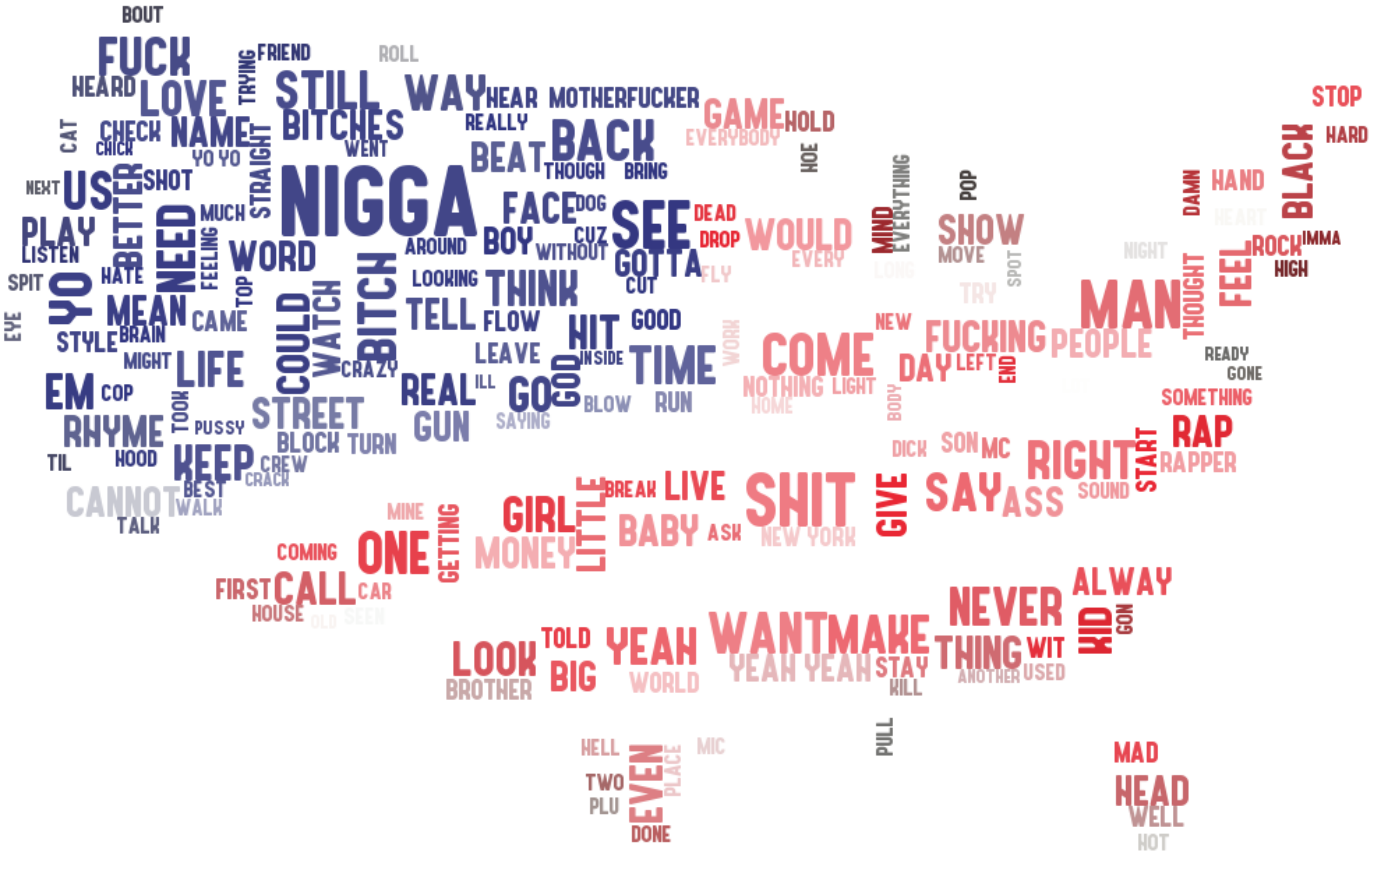 BOUT
FUCK
FRIEND
ROLL
TRYING
HEARD
LOVE
STILL
WAY
HEAR
MOTHERFUCKER
GAME
HOLD
STOP
CAT
CHECK
NAME
BITCHES
REALLY
BACK
EVERYBODY
HARD
CHICK
YO YO
STRAIGHT
WENT
BEAT
THOUGH
BRING
HOE
BLACK
NEXT
US
BETTER
SHOT
NIGGA
FACE
DOG
SEE
DEAD
MIND
EVERYTHING
POP
DAMN
HAND
HEART
PLAY
NEED
MUCH
AROUND
BOY
CUZ
DROP
WOULD
SHOW
ROCK
IMMA
LISTEN
FEELING
WORD
WITHOUT
GOTTA
EVERY
MOVE
NIGHT
FEEL
HIGH
SPIT
YO
HATE
TOP
BITCH
LOOKING
THINK
CUT
FLY
LONG
SPOT
THOUGHT
EYE
MEAN
CAME
COULD
WATCH
TELL
FLOW
HIT
GOOD
TRY
MAN
STYLE
BRAIN
MIGHT
LIFE
CRAZY
LEAVE
INSIDE
TIME
WORK
COME
NEW
FUCKING
PEOPLE
READY
EM
COP
TOOK
REAL
ILL
GO
GOD
NOTHING
LIGHT
DAY
LEFT
END
GONE
RHYME
PUSSY
STREET
GUN
SAYING
BLOW
RUN
HOME
BODY
SOMETHING
TIL
HOOD
KEEP
BLOCK
TURN
CREW
CRACK
DICK
SON
MC
RIGHT
START
RAP
RAPPER
CANNOT
BEST
WALK
TALK
BREAK
LIVE
SHIT
GIVE
SAY
ASS
SOUND
MINE
GETTING
GIRL
LITTLE
BABY
ASK
NEW YORK
COMING
ONE
MONEY
FIRST
CALL
CAR
ALWAY
HOUSE
OLD
SEEN
NEVER
KID
GON
LOOK
TOLD
YEAH
WANT
MAKE
THING
WIT
BROTHER
BIG
WORLD
YEAH YEAH
STAY
ANOTHER
USED
KILL
HELL
EVEN
PLACE
MIC
PULL
MAD
TWO
HEAD
PLU
WELL
DONE
HOT